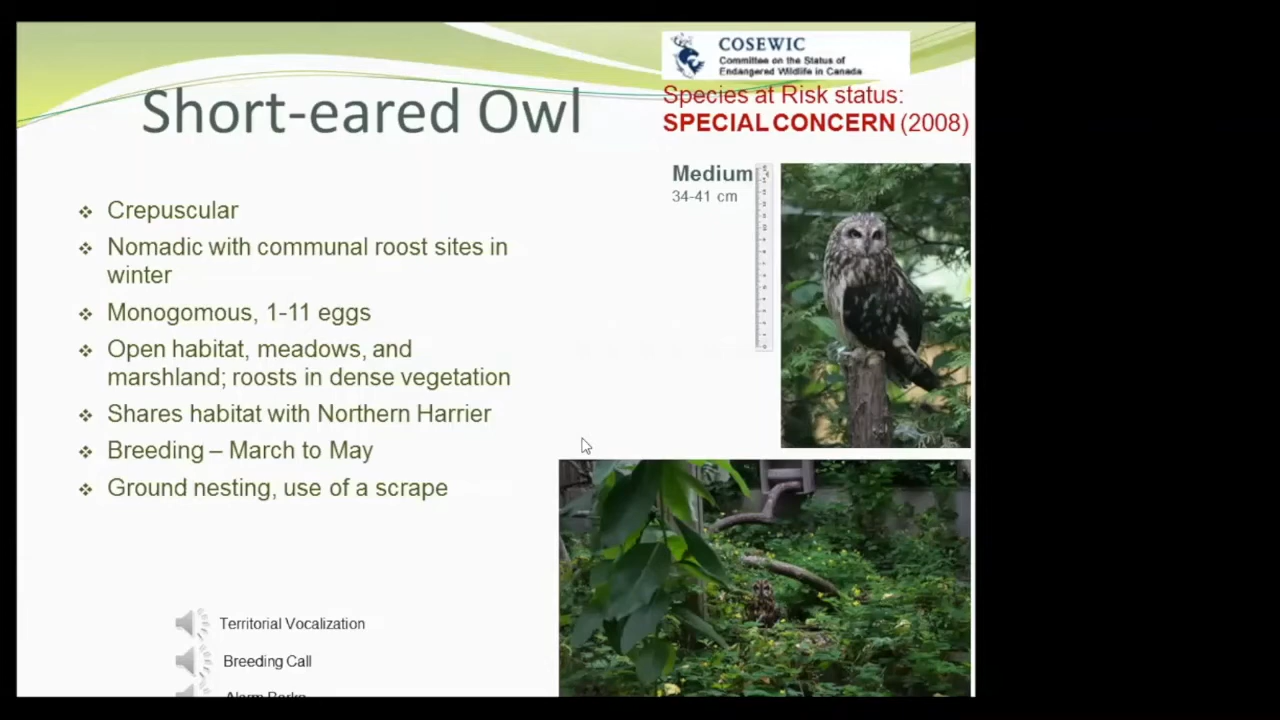 COSEWIC
Committee on the Status of
Endangered Wildlife in Canada
Short-eared Owl
Species at Risk status:
SPECIAL CONCERN (2008)
Medium
34-41 cm
❖ Crepuscular
❖ Nomadic with communal roost sites in
winter
❖ Monogomous, 1-11 eggs
❖ Open habitat, meadows, and
marshland; roosts in dense vegetation
❖ Shares habitat with Northern Harrier
❖ Breeding – March to May
❖ Ground nesting, use of a scrape
Territorial Vocalization
Breeding Call
Alarm Barks